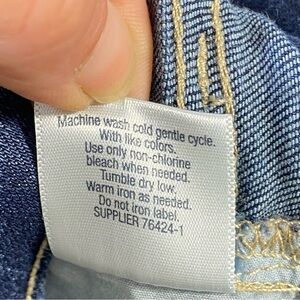 Machine wash cold gentle cycle.
With like colors.
Use only non-chlorine
bleach when needed.
Tumble dry low.
Warm iron as needed.
Do not iron label.
SUPPLIER 76424-1